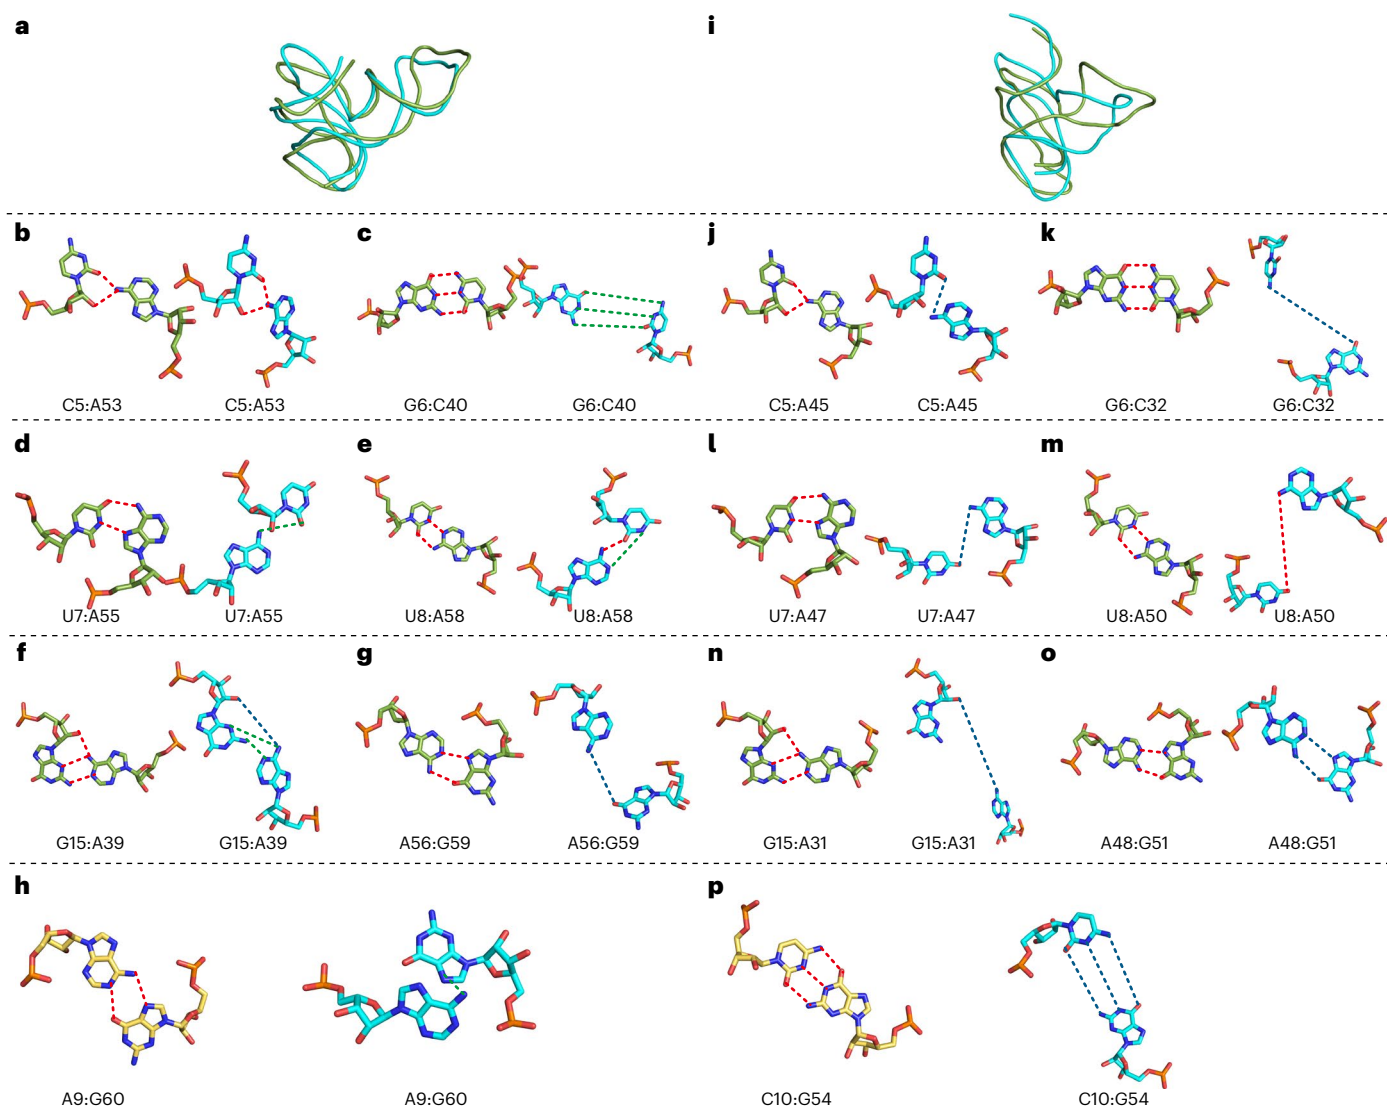 a
i
b
c
j
k
C5:A53
C5:A53
G6:C40
G6:C40
C5:A45
C5:A45
G6:C32
G6:C32
d
e
l
m
U7:A55
U7:A55
U8:A58
U8:A58
U7:A47
U7:A47
U8:A50
U8:A50
f
g
n
o
G15:A39
G15:A39
A56:G59
A56:G59
G15:A31
G15:A31
A48:G51
A48:G51
h
p
A9:G60
A9:G60
C10:G54
C10:G54